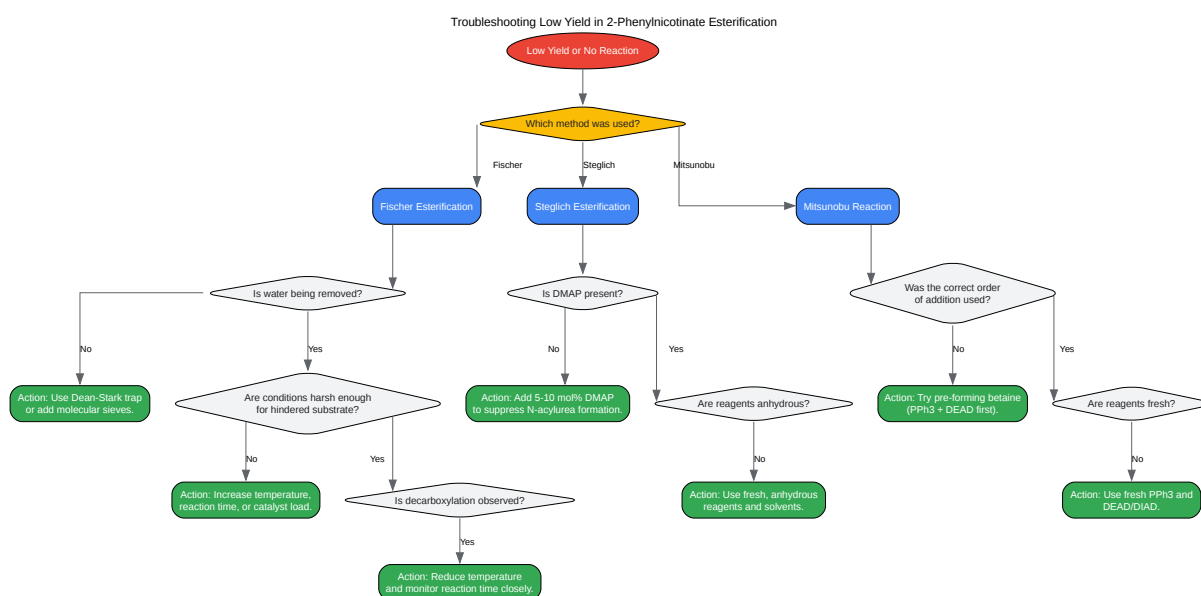 Troubleshooting Low Yield in 2-Phenylnicotinate Esterification
Low Yield or No Reaction
Which method was used?
Fischer
Steglich
Mitsunobu
Fischer Esterification
Steglich Esterification
Mitsunobu Reaction
Is water being removed?
Is DMAP present?
Was the correct order
of addition used?
No
Yes
No
Yes
No
Yes
Action: Use Dean-Stark trap
or add molecular sieves.
Are conditions harsh enough
for hindered substrate?
Action: Add 5-10 mol% DMAP
to suppress N-acylurea formation.
Are reagents anhydrous?
Action: Try pre-forming betaine
(PPh3 + DEAD first).
Are reagents fresh?
No
Yes
No
No
Action: Increase temperature,
reaction time, or catalyst load.
Is decarboxylation observed?
Action: Use fresh, anhydrous
reagents and solvents.
Action: Use fresh PPh3 and
DEAD/DIAD.
Yes
Action: Reduce temperature
and monitor reaction time closely.